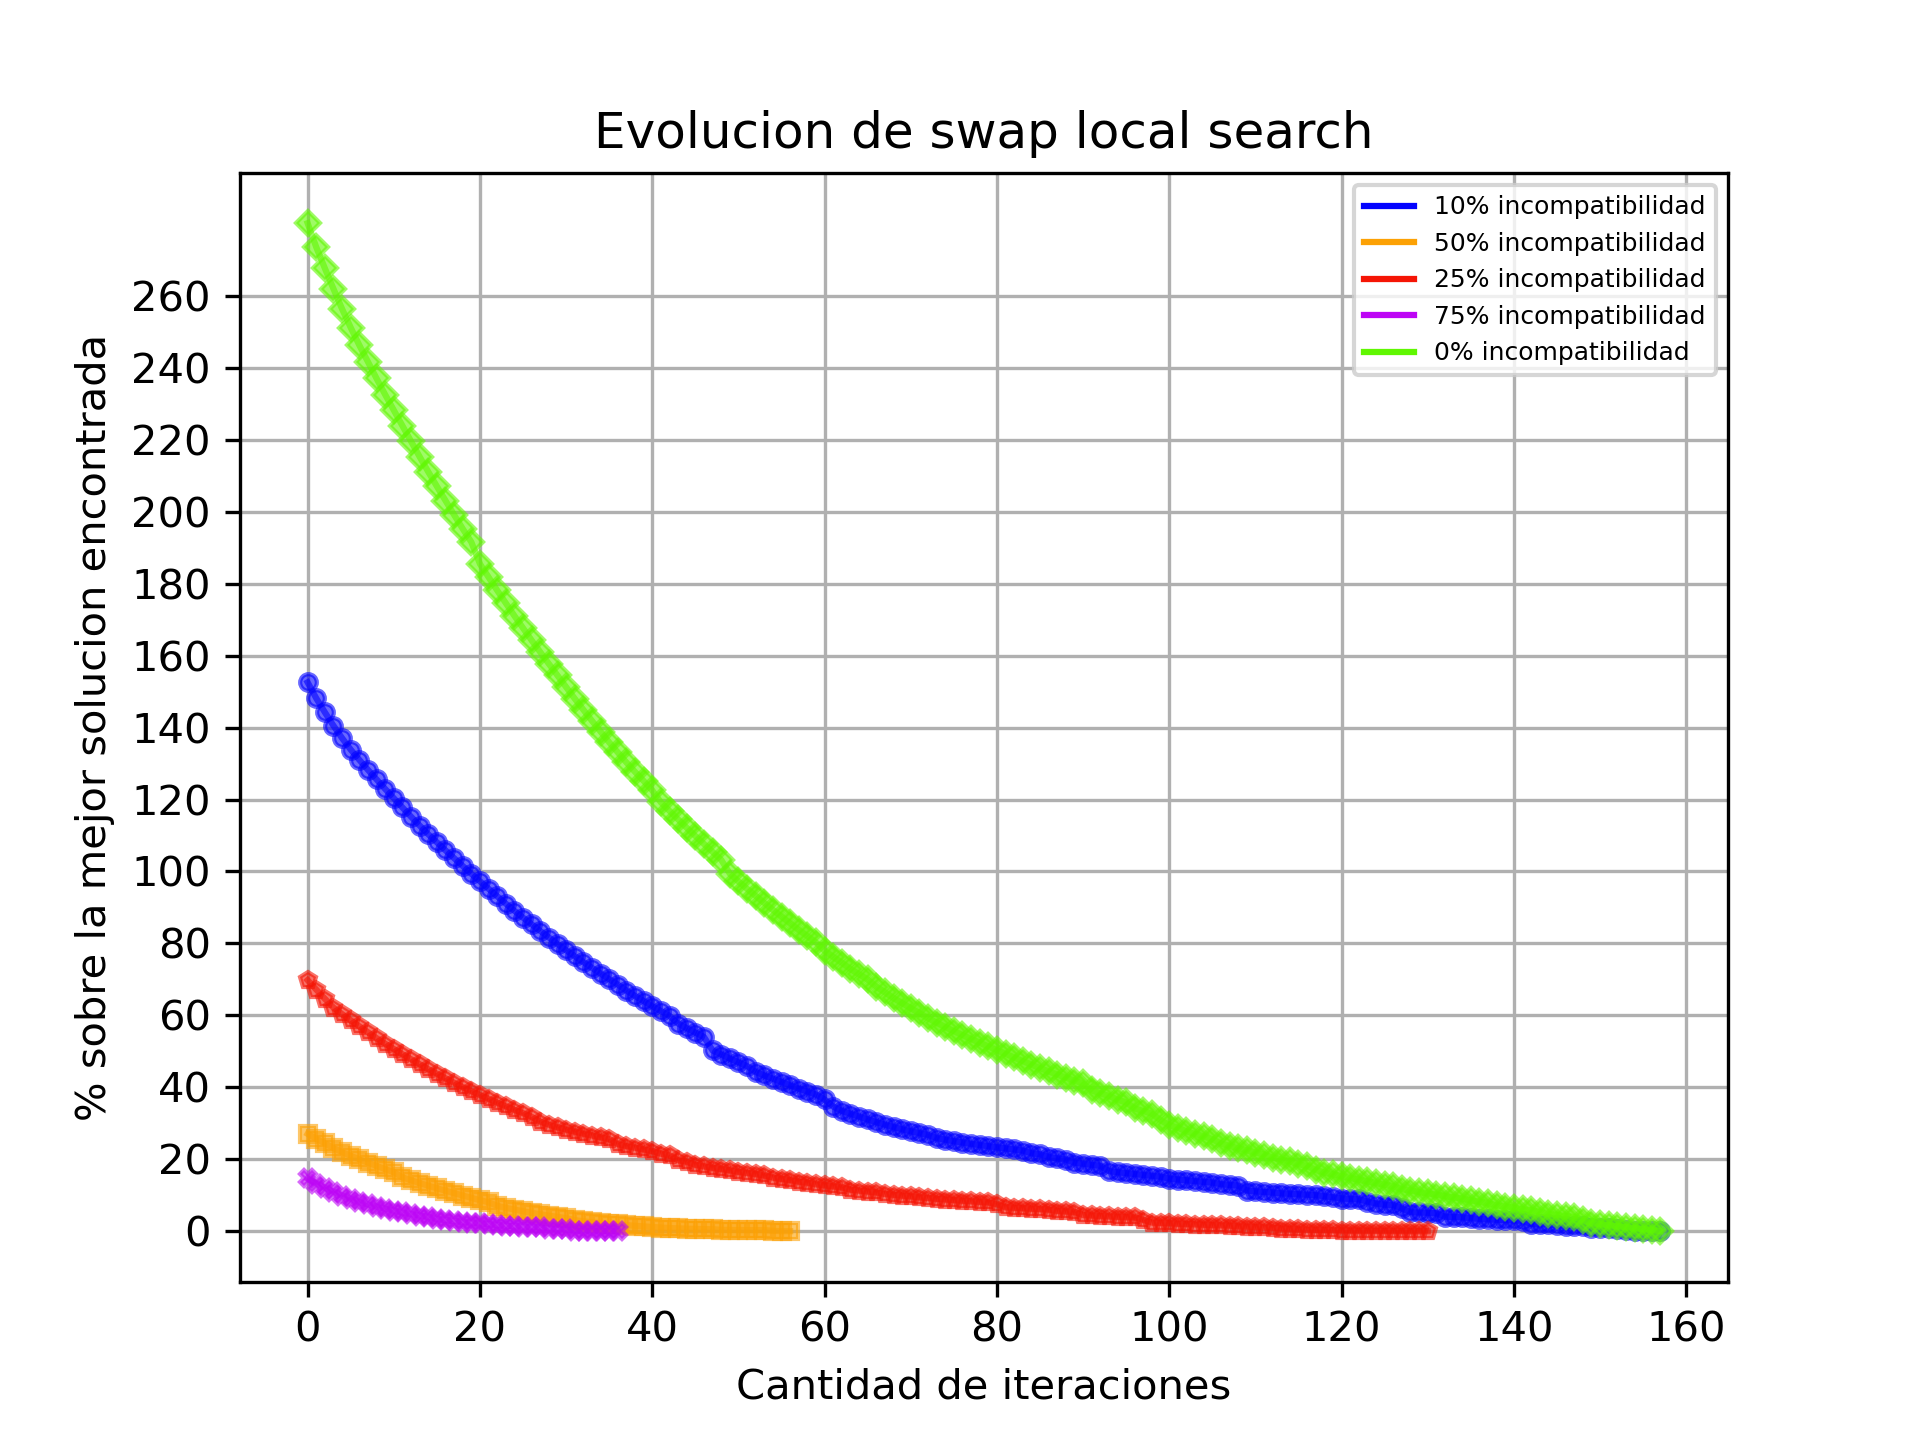 Evolucion de swap local search
10% incompatibilidad
50% incompatibilidad
25% incompatibilidad
75% incompatibilidad
0% incompatibilidad
% sobre la mejor solucion encontrada
260
240
220
200
180
160
140
120
100
80
60
40
20
0
0 20 40 60 80 100 120 140 160
Cantidad de iteraciones